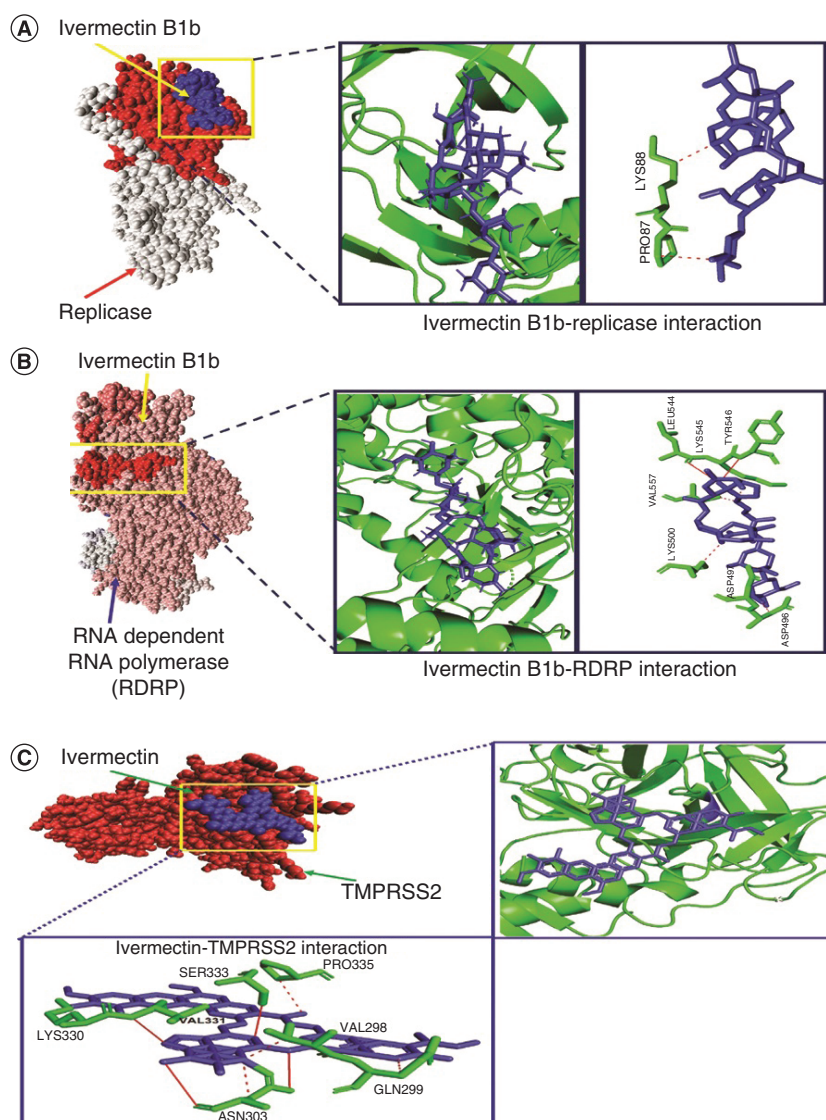 A
Ivermectin B1b
Replicase
LYS88
PRO87
Ivermectin B1b-replicase interaction
B
Ivermectin B1b
RNA dependent
RNA polymerase
(RDRP)
LEU544
LYS545
TYR546
VAL557
LYS500
ASP497
ASP496
Ivermectin B1b-RDRP interaction
C
Ivermectin
TMPRSS2
Ivermectin-TMPRSS2 interaction
SER333
PRO335
LYS330
VAL331
VAL298
GLN299
ASN303